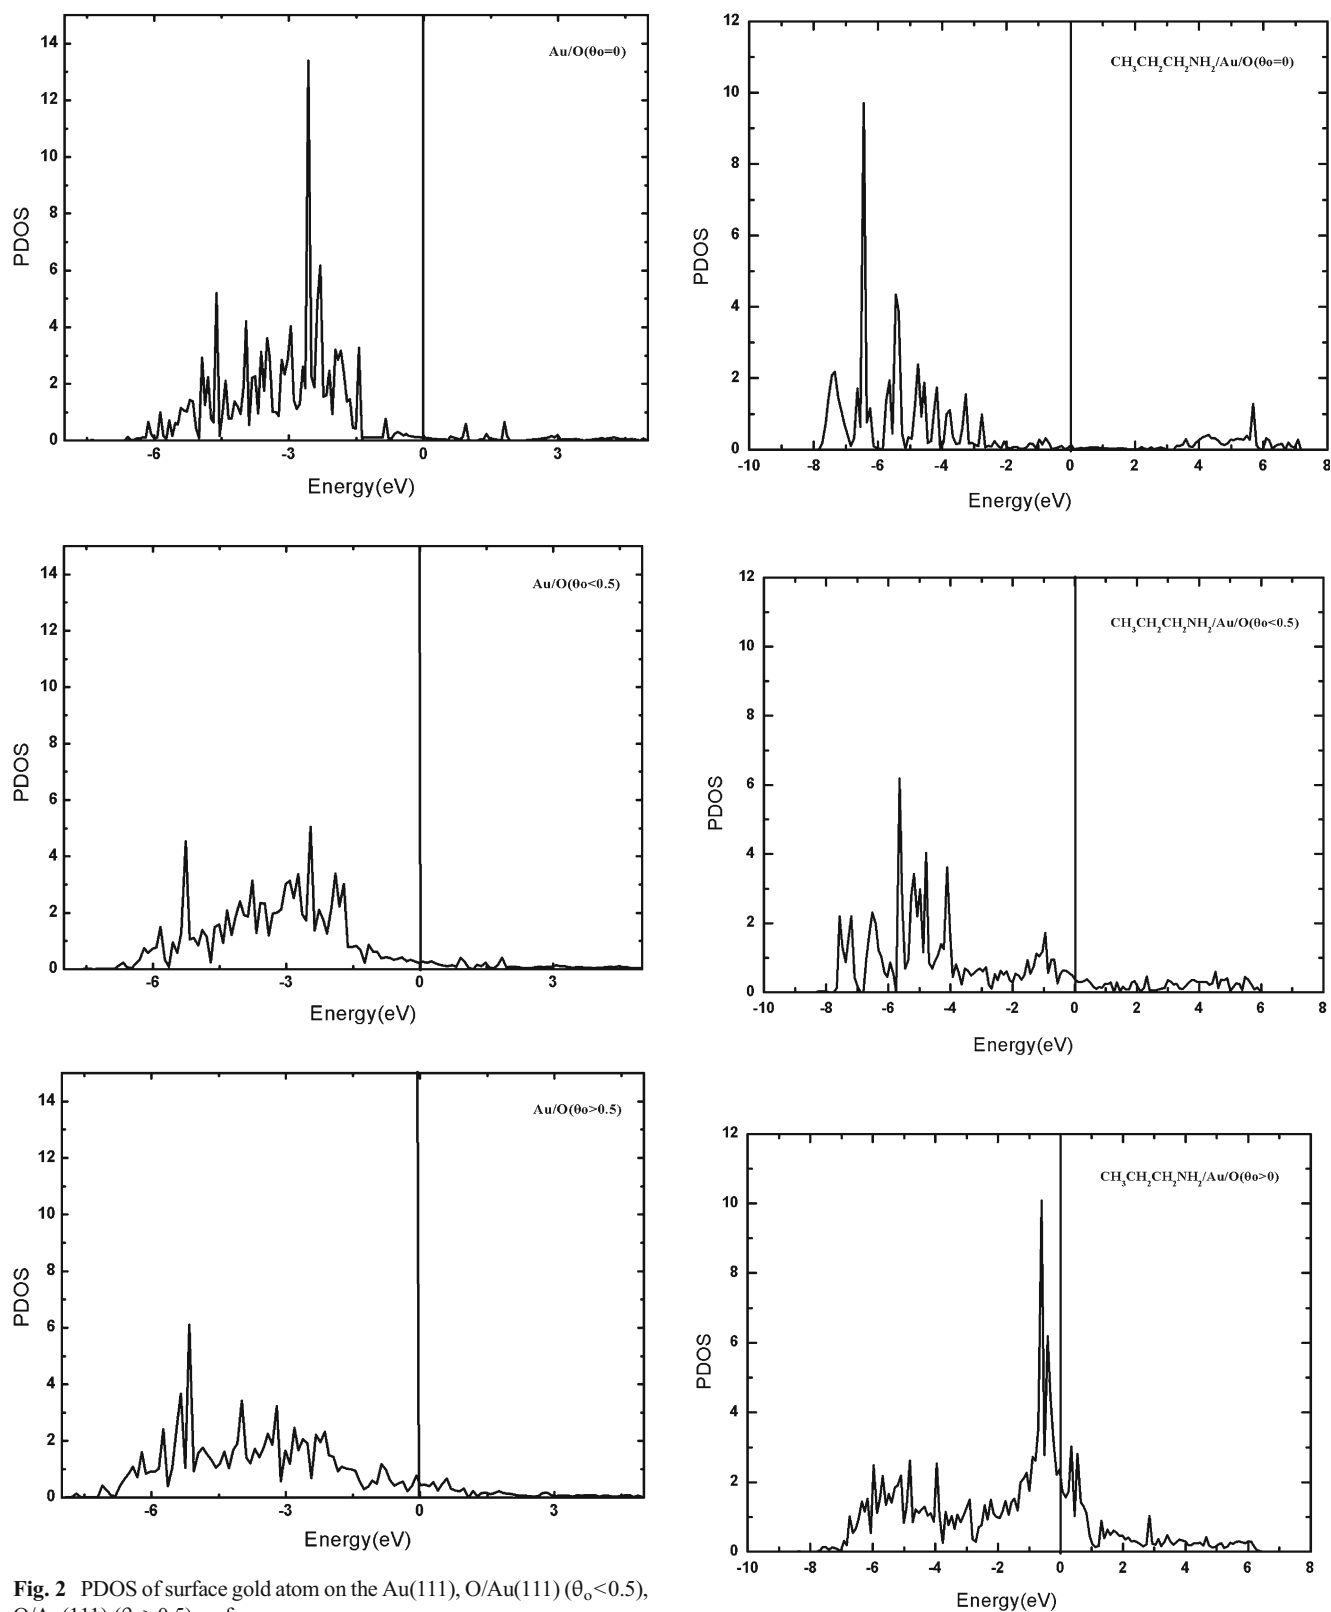 14
12
10
8
6
4
2
0
PDOS
Au/O(θo=0)
-6 -3 0 3
Energy(eV)
12
10
8
6
4
2
0
PDOS
CH3CH2CH2NH2/Au/O(θo=0)
-10 -8 -6 -4 -2 0 2 4 6 8
Energy(eV)
14
12
10
8
6
4
2
0
PDOS
Au/O(θo<0.5)
-6 -3 0 3
Energy(eV)
12
10
8
6
4
2
0
PDOS
CH3CH2CH2NH2/Au/O(θo<0.5)
-10 -8 -6 -4 -2 0 2 4 6 8
Energy(eV)
14
12
10
8
6
4
2
0
PDOS
Au/O(θo>0.5)
-6 -3 0 3
Energy(eV)
12
10
8
6
4
2
0
PDOS
CH3CH2CH2NH2/Au/O(θo>0)
-10 -8 -6 -4 -2 0 2 4 6 8
Energy(eV)
Fig. 2 PDOS of surface gold atom on the Au(111), O/Au(111) (θo<0.5),